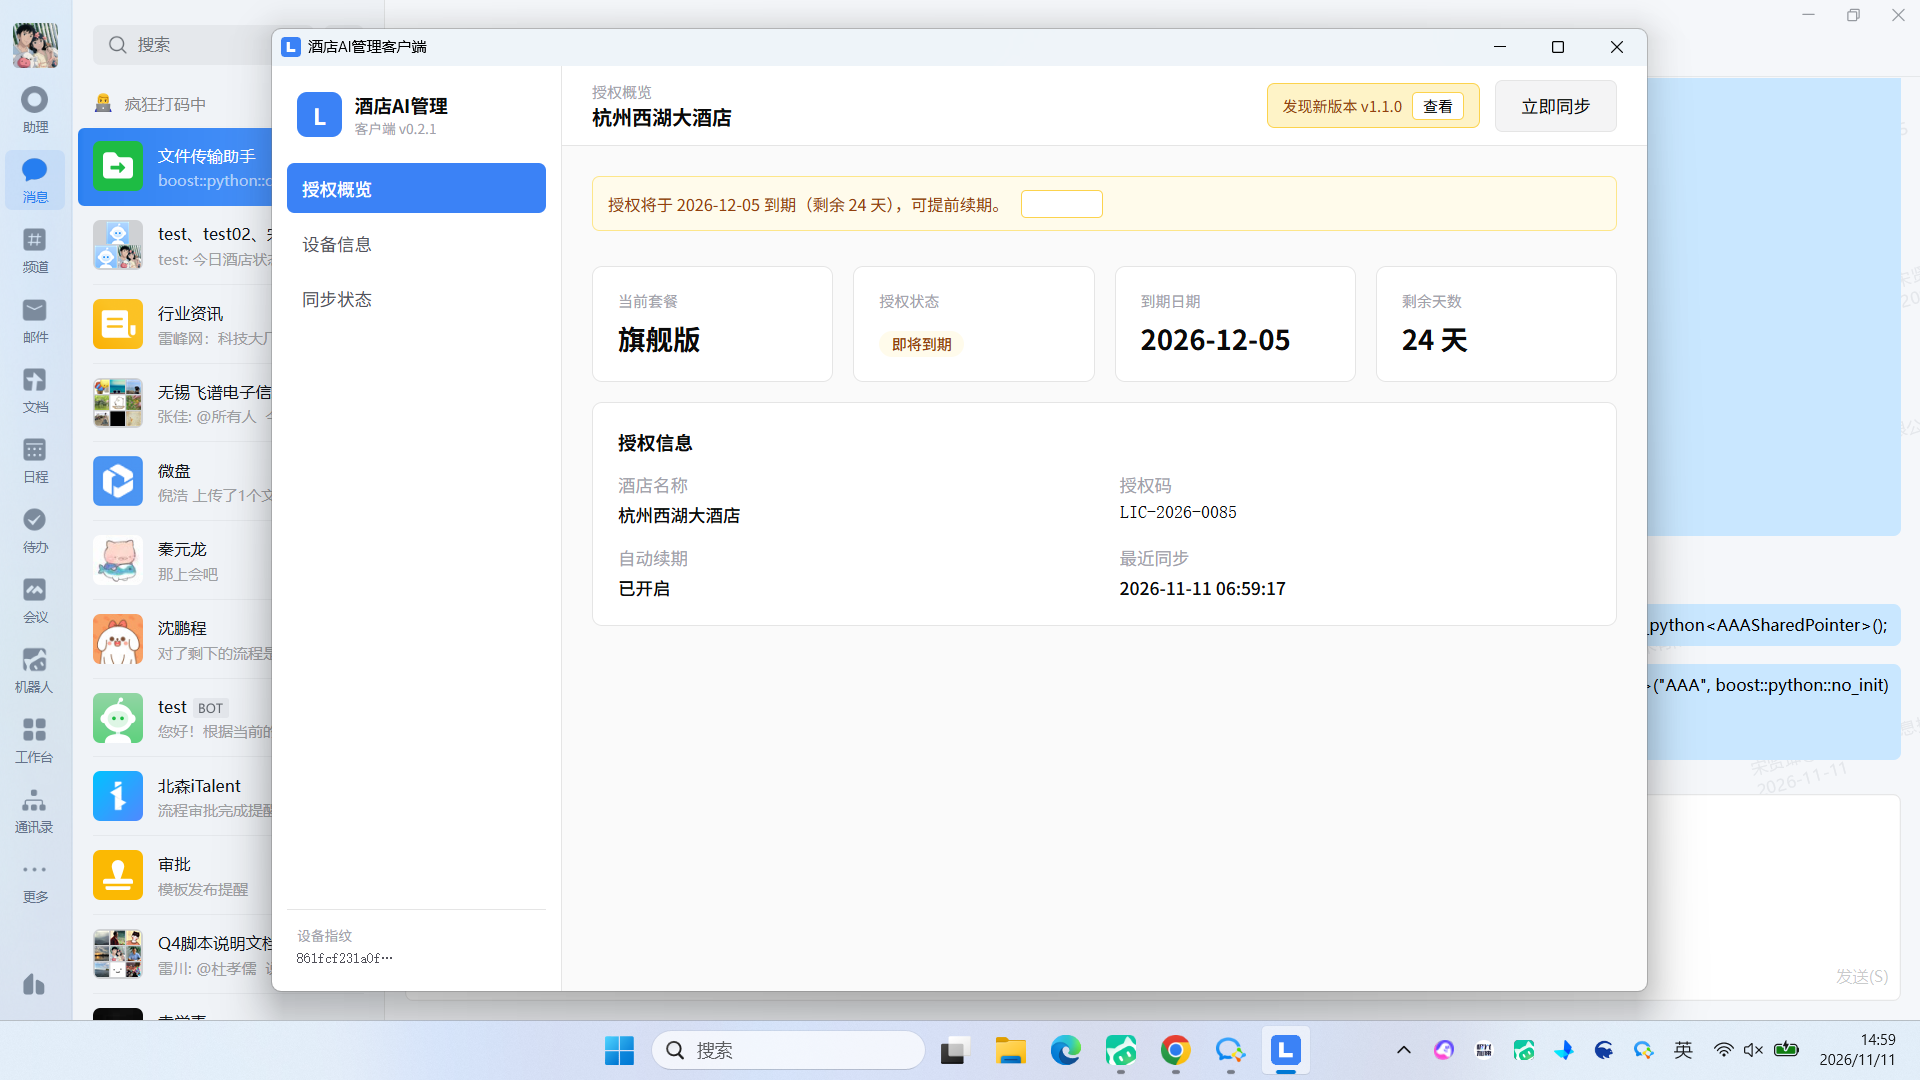 搜索
疯狂打码中
助理
消息
频道
邮件
文档
日程
待办
会议
机器人
工作台
通讯录
更多
文件传输助手
boost::python::c
test、test02、
test: 今日酒店状
行业资讯
雷峰网：科技大厂
无锡飞谱电子信
张佳: @所有人
微盘
倪浩 上传了1个文
秦元龙
那上会吧
沈鹏程
对了剩下的流程是
test BOT
您好！根据当前的
北森iTalent
流程审批完成提醒
审批
模板发布提醒
Q4脚本说明文档
雷川: @杜孝儒
酒店AI管理客户端
L
酒店AI管理
客户端 v0.2.1
授权概览
设备信息
同步状态
设备指纹
861fcf231a0f…
授权概览
杭州西湖大酒店
发现新版本 v1.1.0 查看
立即同步
授权将于 2026-12-05 到期（剩余 24 天），可提前续期。
当前套餐
旗舰版
授权状态
即将到期
到期日期
2026-12-05
剩余天数
24 天
授权信息
酒店名称
杭州西湖大酒店
授权码
LIC-2026-0085
自动续期
已开启
最近同步
2026-11-11 06:59:17
_python<AAASharedPointer>();
>("AAA", boost::python::no_init)
2026-11-11
发送(S)
搜索
英
14:59
2026/11/11